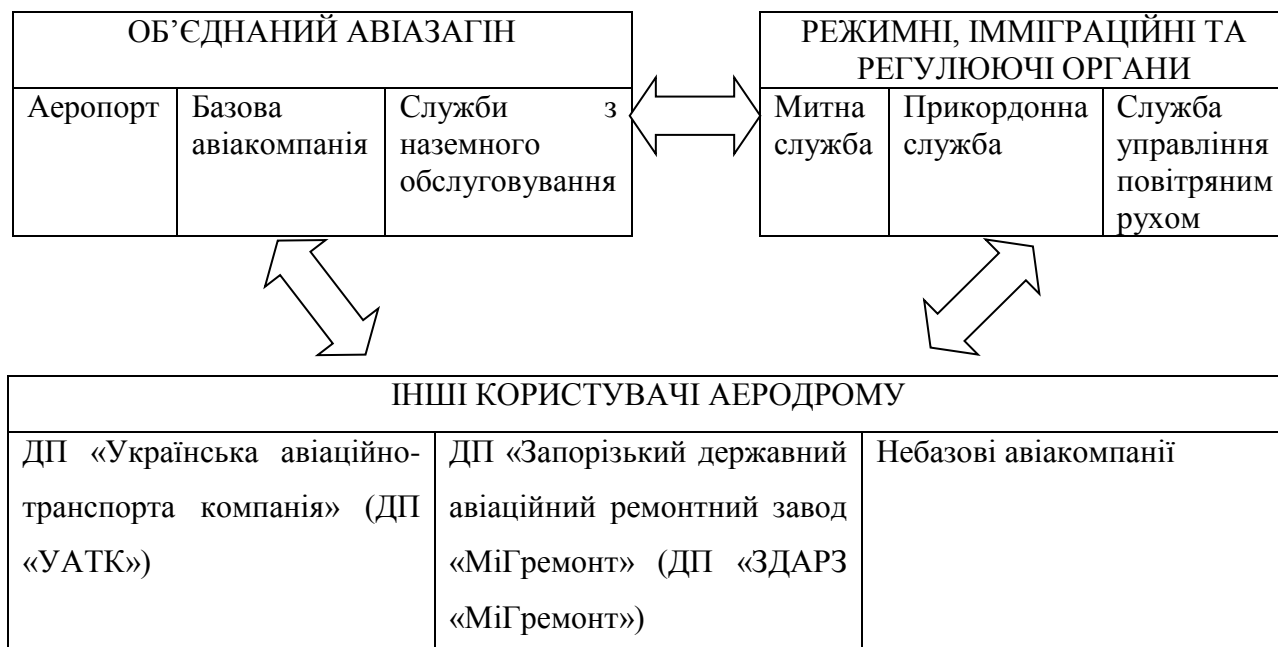 ОБ’ЄДНАНИЙ АВІАЗАГІН
Аеропорт
Базова
авіакомпанія
Служби з
наземного
обслуговування
РЕЖИМНІ, ІММІГРАЦІЙНІ ТА
РЕГУЛЮЮЧІ ОРГАНИ
Митна
служба
Прикордонна
служба
Служба
управління
повітряним
рухом
ІНШІ КОРИСТУВАЧІ АЕРОДРОМУ
ДП «Українська авіаційно-
транспорта компанія» (ДП
«УАТК»)
ДП «Запорізький державний
авіаційний ремонтний завод
«МіГремонт» (ДП «ЗДАРЗ
«МіГремонт»)
Небазові авіакомпанії